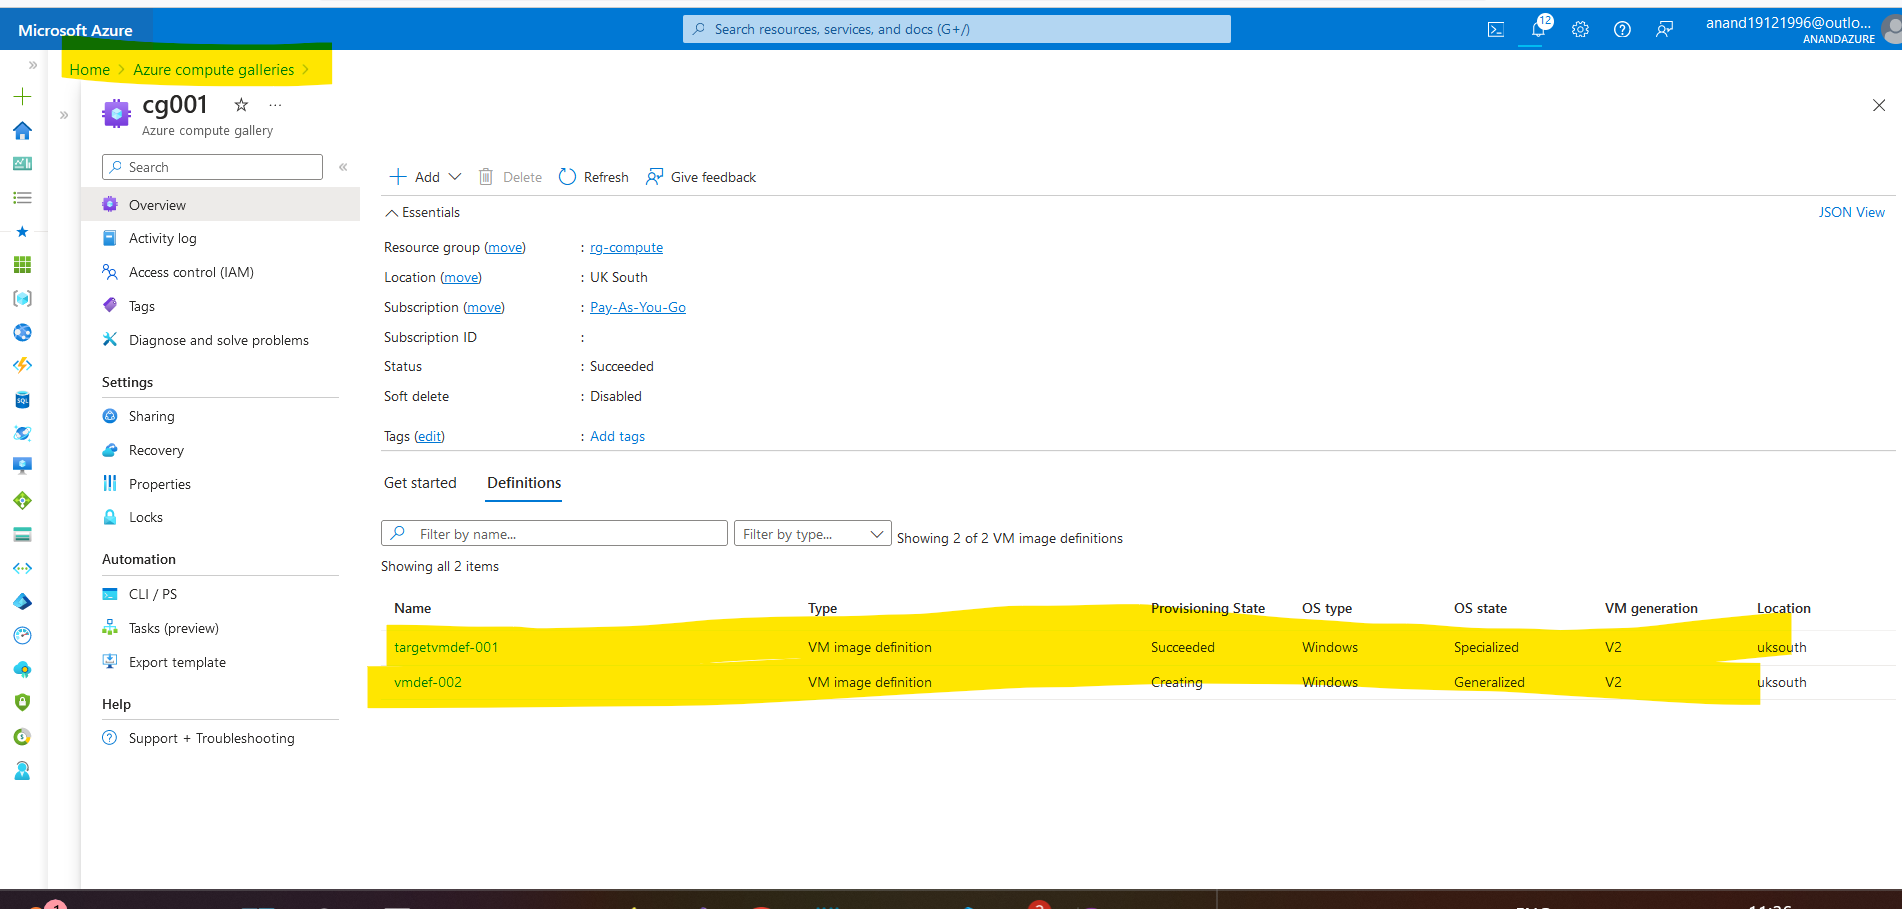 Microsoft Azure
Search resources, services, and docs (G+/)
12
anand19121996@outlo...
ANANDAZURE
Home > Azure compute galleries >
cg001
Azure compute gallery
Search
Overview
Activity log
Access control (IAM)
Tags
Diagnose and solve problems
Settings
Sharing
Recovery
Properties
Locks
Automation
CLI / PS
Tasks (preview)
Export template
Help
Support + Troubleshooting
Add Delete Refresh Give feedback
Essentials JSON View
Resource group (move) : rg-compute
Location (move) : UK South
Subscription (move) : Pay-As-You-Go
Subscription ID :
Status : Succeeded
Soft delete : Disabled
Tags (edit) : Add tags
Get started Definitions
Filter by name... Filter by type... Showing 2 of 2 VM image definitions
Showing all 2 items
Name Type Provisioning State OS type OS state VM generation Location
targetvmdef-001 VM image definition Succeeded Windows Specialized V2 uksouth
vmdef-002 VM image definition Creating Windows Generalized V2 uksouth